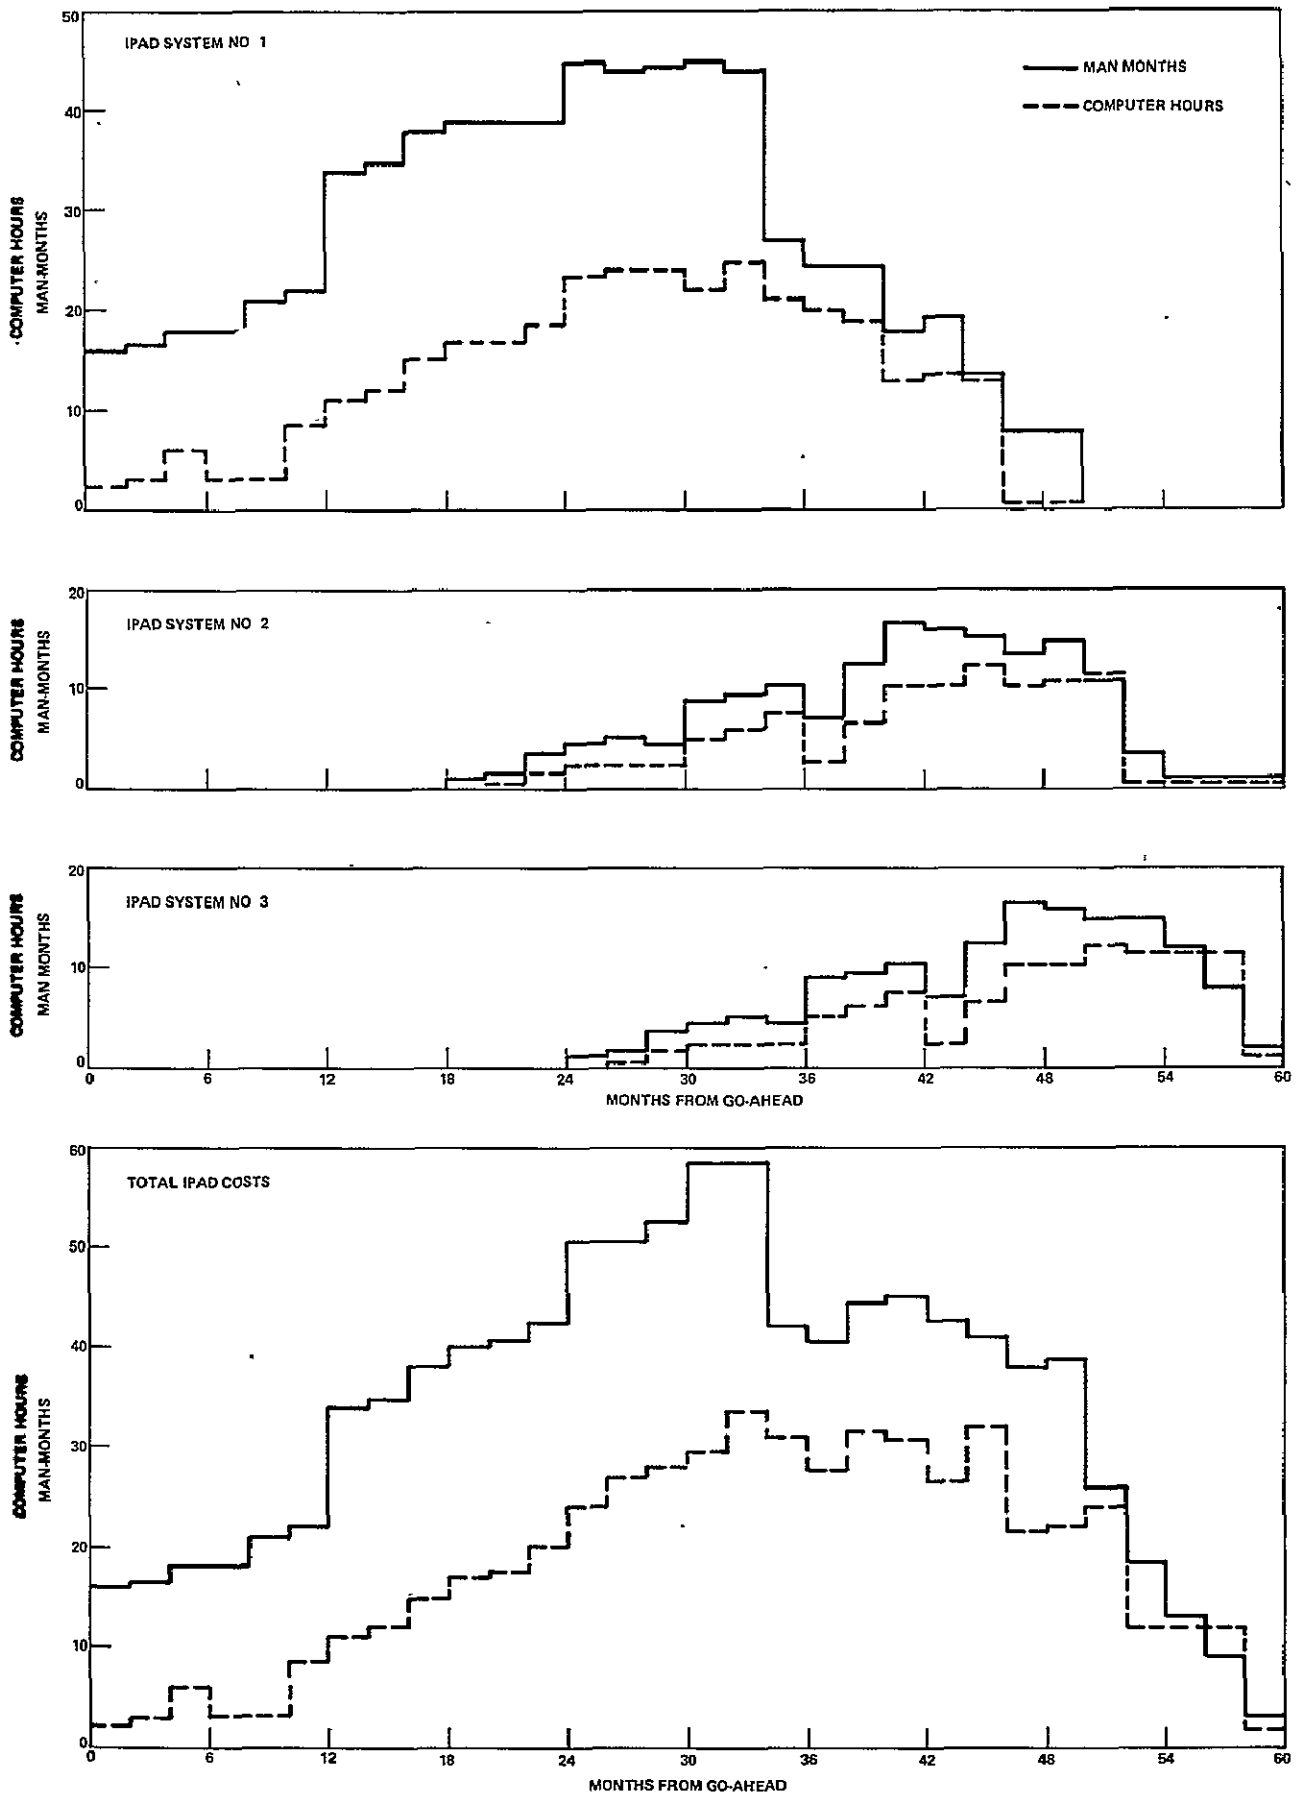 IPAD SYSTEM NO 1
MAN MONTHS
COMPUTER HOURS
COMPUTER HOURS
MAN-MONTHS
50
40
30
20
10
0
IPAD SYSTEM NO 2
COMPUTER HOURS
MAN-MONTHS
20
10
0
IPAD SYSTEM NO 3
COMPUTER HOURS
MAN MONTHS
20
10
0
0 6 12 18 24 30 36 42 48 54 60
MONTHS FROM GO-AHEAD
TOTAL IPAD COSTS
COMPUTER HOURS
MAN-MONTHS
60
50
40
30
20
10
0
0 6 12 18 24 30 36 42 48 54 60
MONTHS FROM GO-AHEAD